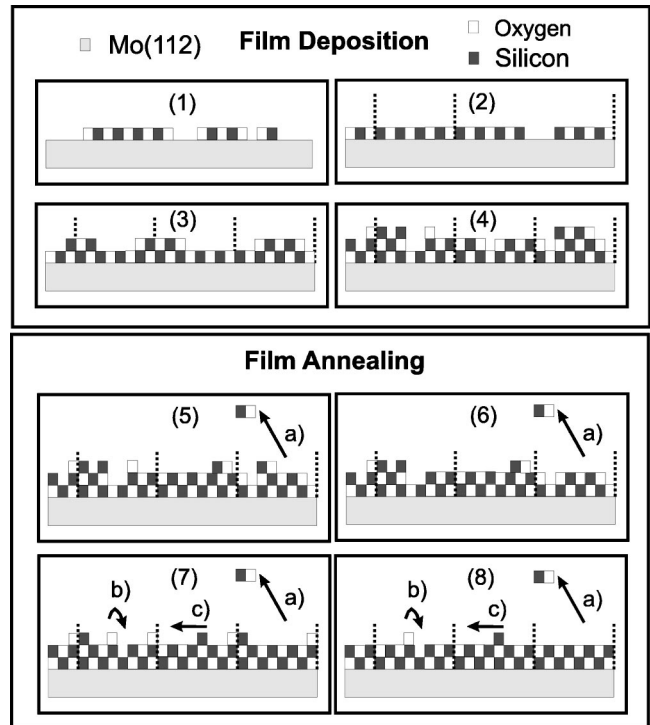 Film Deposition
Mo(112)
Oxygen
Silicon
(1)
(2)
(3)
(4)
Film Annealing
(5)
a)
(6)
a)
(7)
b)
c)
a)
(8)
b)
c)
a)